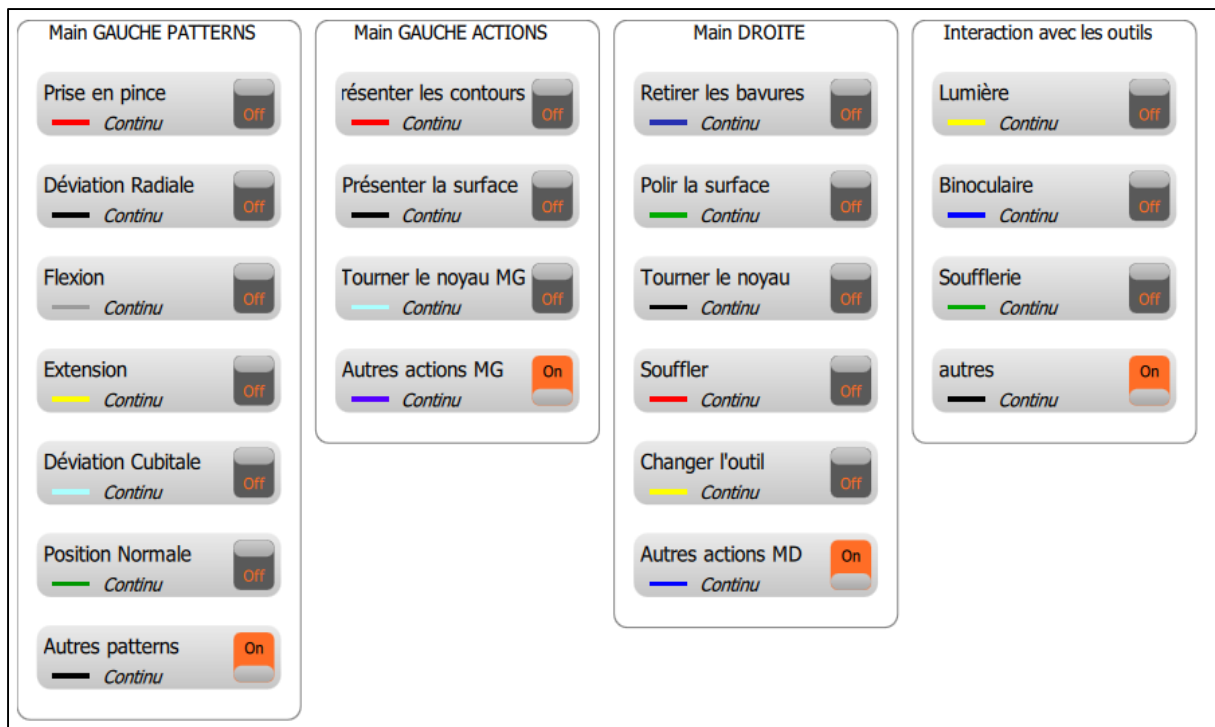 Main GAUCHE PATTERNS
Prise en pince
Off
Continu
Déviation Radiale
Off
Continu
Flexion
Off
Continu
Extension
Off
Continu
Déviation Cubitale
Off
Continu
Position Normale
Off
Continu
Autres patterns
On
Continu
Main GAUCHE ACTIONS
résenter les contours
Off
Continu
Présenter la surface
Off
Continu
Tourner le noyau MG
Off
Continu
Autres actions MG
On
Continu
Main DROITE
Retirer les bavures
Off
Continu
Polir la surface
Off
Continu
Tourner le noyau
Off
Continu
Souffler
Off
Continu
Changer l'outil
Off
Continu
Autres actions MD
On
Continu
Interaction avec les outils
Lumière
Off
Continu
Binoculaire
Off
Continu
Soufflerie
Off
Continu
autres
On
Continu